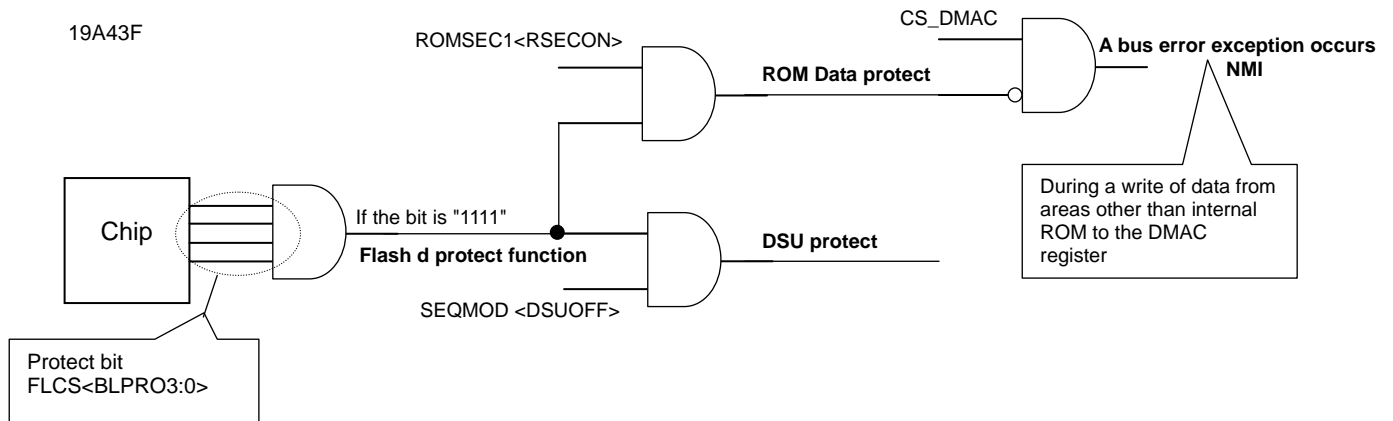 19A43F
CS_DMAC
ROMSEC1<RSECON>
A bus error exception occurs
NMI
ROM Data protect
Chip
If the bit is "1111"
Flash d protect function
DSU protect
SEQMOD <DSUOFF>
During a write of data from
areas other than internal
ROM to the DMAC
register
Protect bit
FLCS<BLPRO3:0>